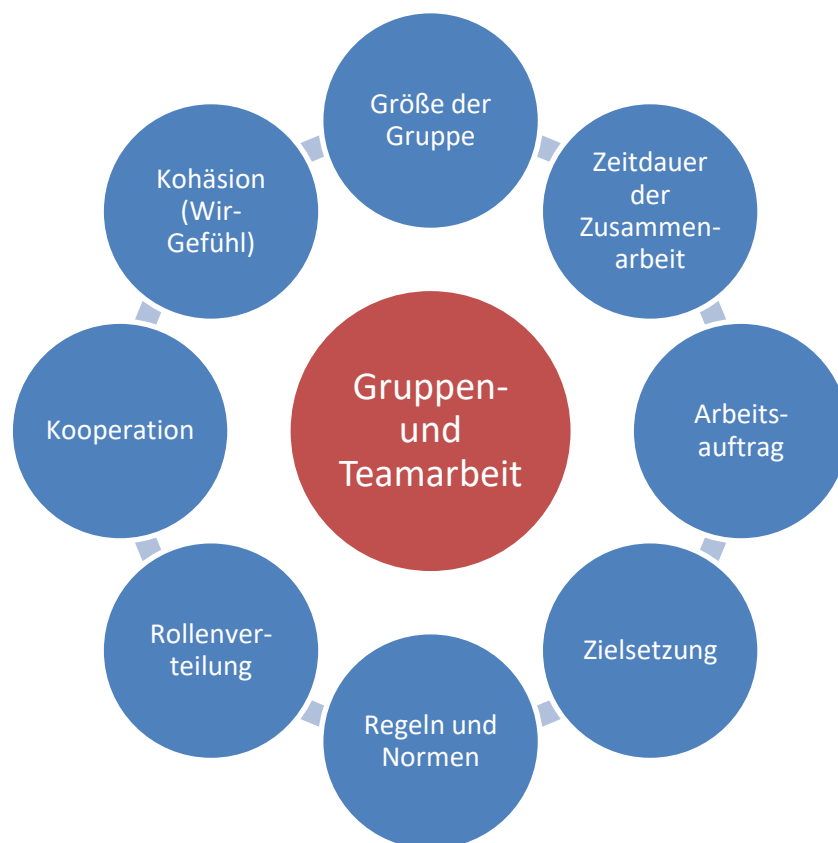 Größe der
Gruppe
Zeitdauer
der
Zusammen-
arbeit
Arbeits-
auftrag
Zielsetzung
Regeln und
Normen
Rollenver-
teilung
Kooperation
Kohäsion
(Wir-
Gefühl)
Gruppen-
und
Teamarbeit